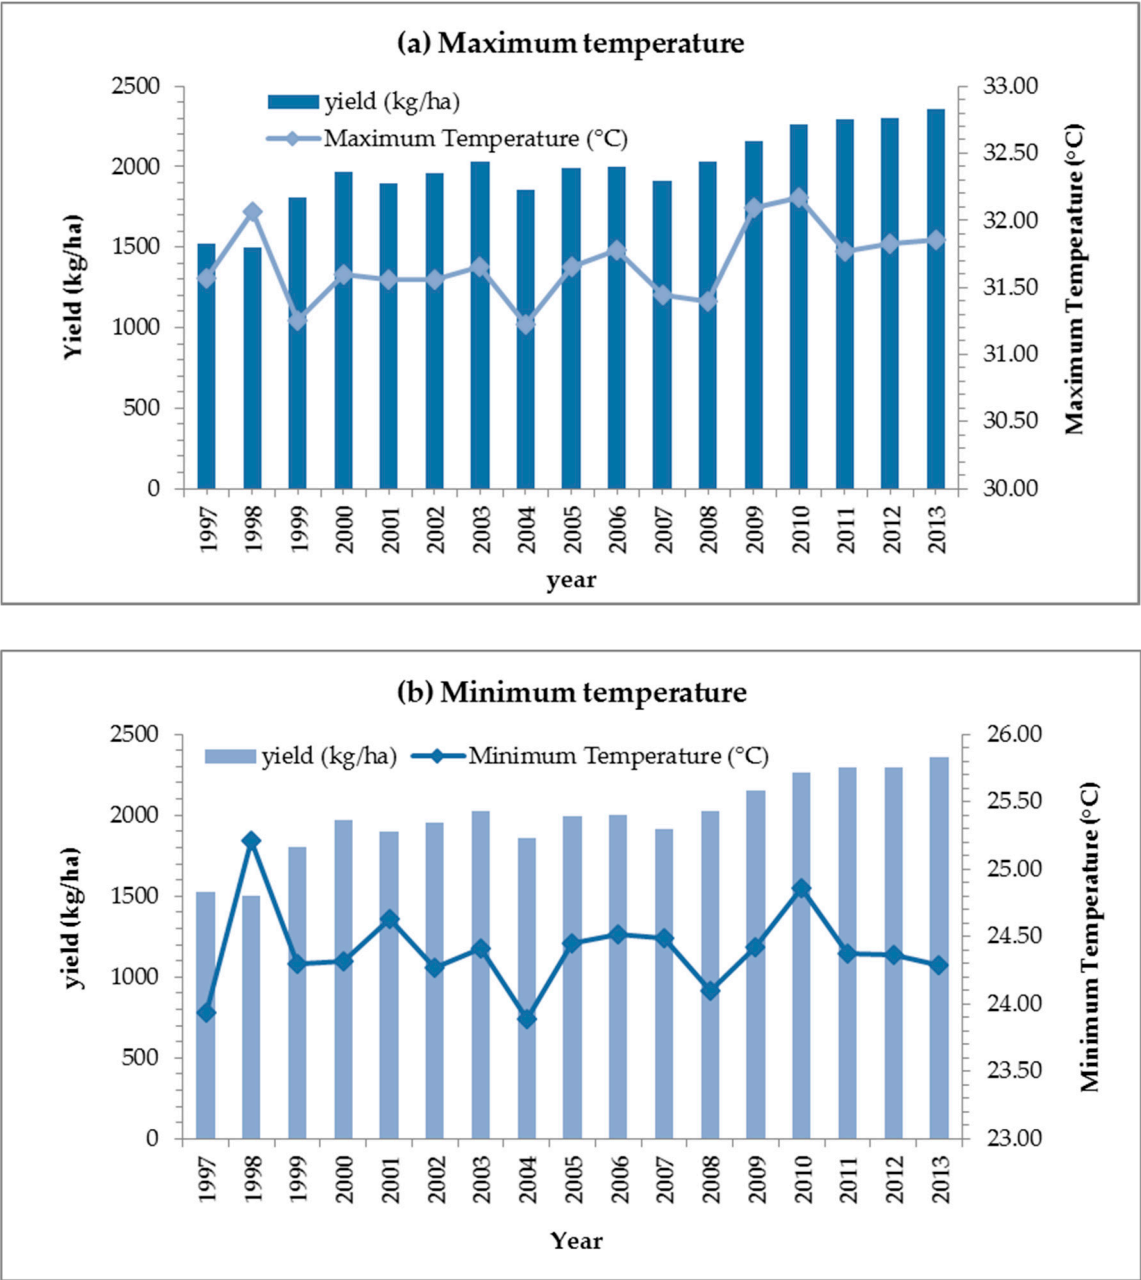 (a) Maximum temperature
yield (kg/ha)
Maximum Temperature (°C)
2500
2000
1500
1000
500
0
Yield (kg/ha)
33.00
32.50
32.00
31.50
31.00
30.50
30.00
Maximum Temperature (°C)
1997 1998 1999 2000 2001 2002 2003 2004 2005 2006 2007 2008 2009 2010 2011 2012 2013
year
(b) Minimum temperature
yield (kg/ha) Minimum Temperature (°C)
2500
2000
1500
1000
500
0
yield (kg/ha)
26.00
25.50
25.00
24.50
24.00
23.50
23.00
Minimum Temperature (°C)
1997 1998 1999 2000 2001 2002 2003 2004 2005 2006 2007 2008 2009 2010 2011 2012 2013
Year